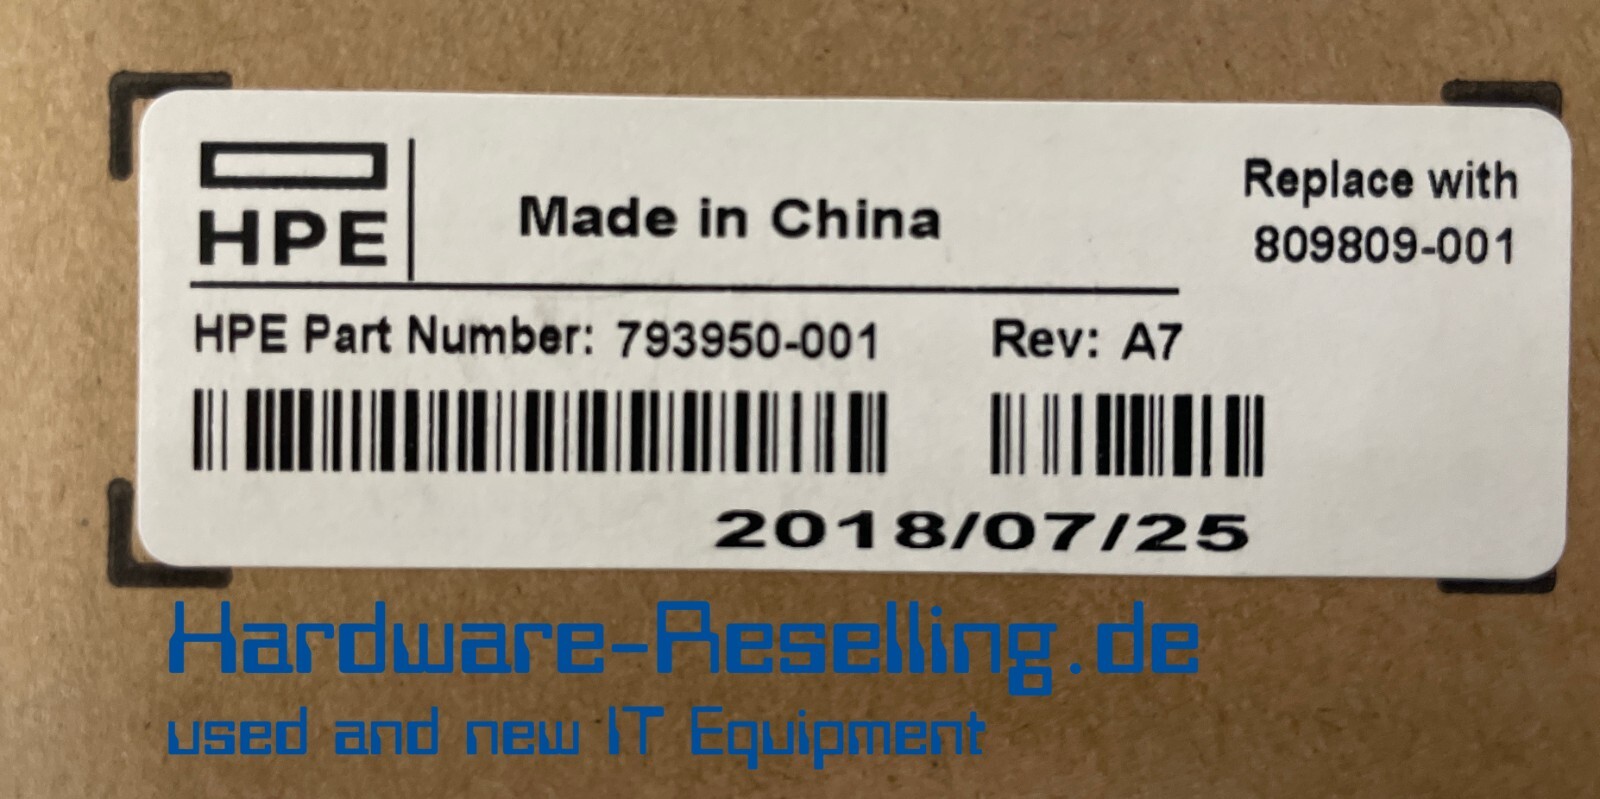 HPE
Made in China
Replace with
809809-001
HPE Part Number: 793950-001 Rev: A7
2018/07/25
Hardware-Reselling.de
used and new IT Equipment